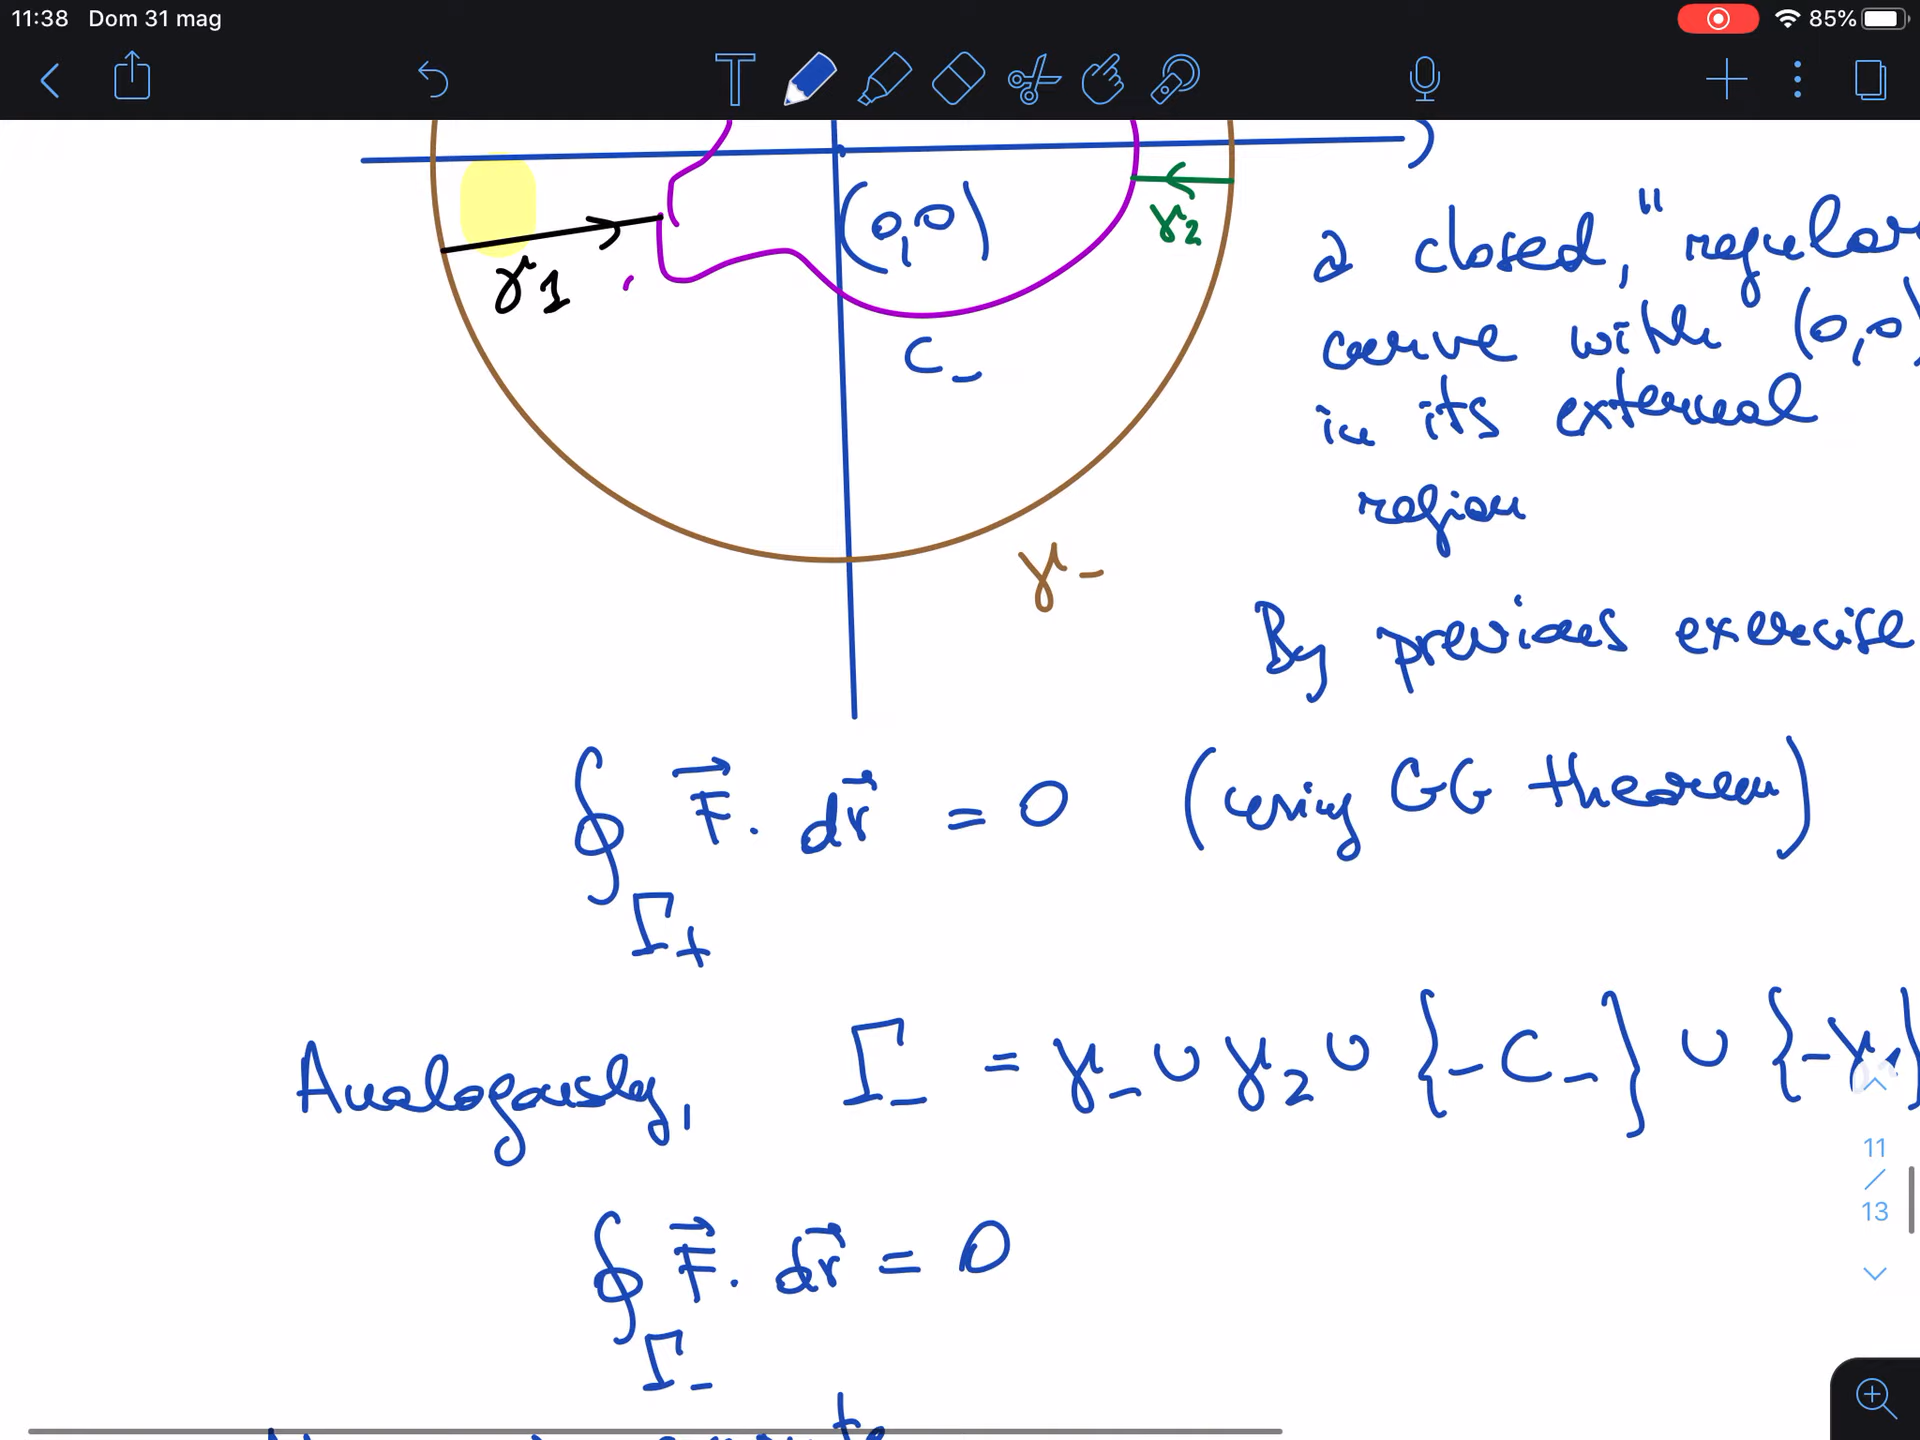 11:38 Dom 31 mag 85%
T
(0,0)
γ1
γ2
C_
γ-
a closed, "regular
curve with (0,0)
in its external
region
By previous exercise
∮ F⃗ · dr⃗ = 0 (using GG theorem)
Γ+
Analogously, Γ_ = γ_ ∪ γ2 ∪ {-C_} ∪ {-γ1}
11
/
13
∮ F⃗ · dr⃗ = 0
Γ_